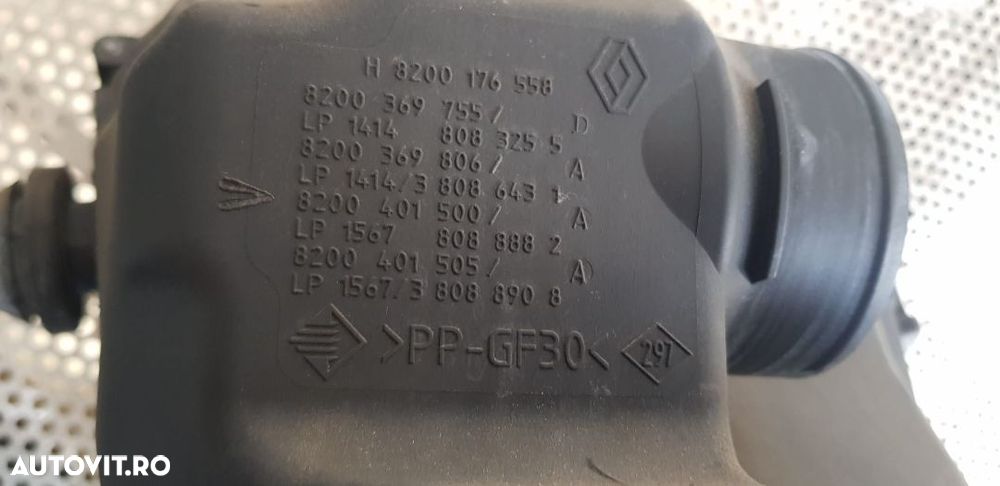 H 8200 176 558
8200 369 755/ D
LP 1414 808 325 5
8200 369 806/ A
LP 1414/3 808 643 1
8200 401 500/ A
LP 1567 808 888 2
8200 401 505/ A
LP 1567/3 808 890 8
>PP-GF30< 297
AUTOVIT.RO